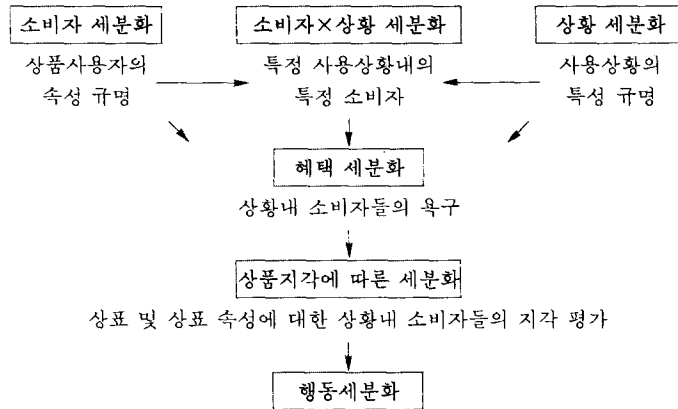 소비자 세분화
소비자×상황 세분화
상황 세분화
상품사용자의
속성 규명
특정 사용상황내의
특정 소비자
사용상황의
특성 규명
혜택 세분화
상황내 소비자들의 욕구
상품지각에 따른 세분화
상표 및 상표 속성에 대한 상황내 소비자들의 지각 평가
행동세분화